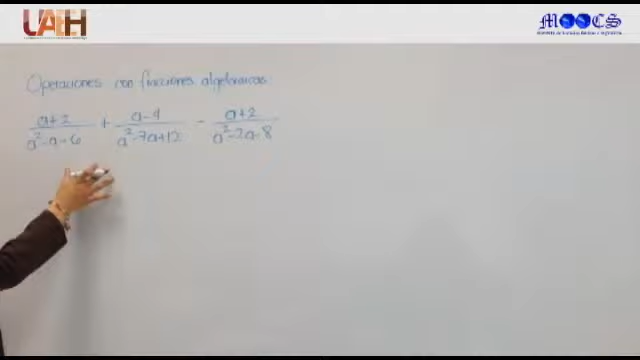 UAEH
MOOCS
Operaciones con fracciones algebraicas
a+2 / a²-a-6 + a-4 / a²-7a+12 - a+2 / a²-2a-8